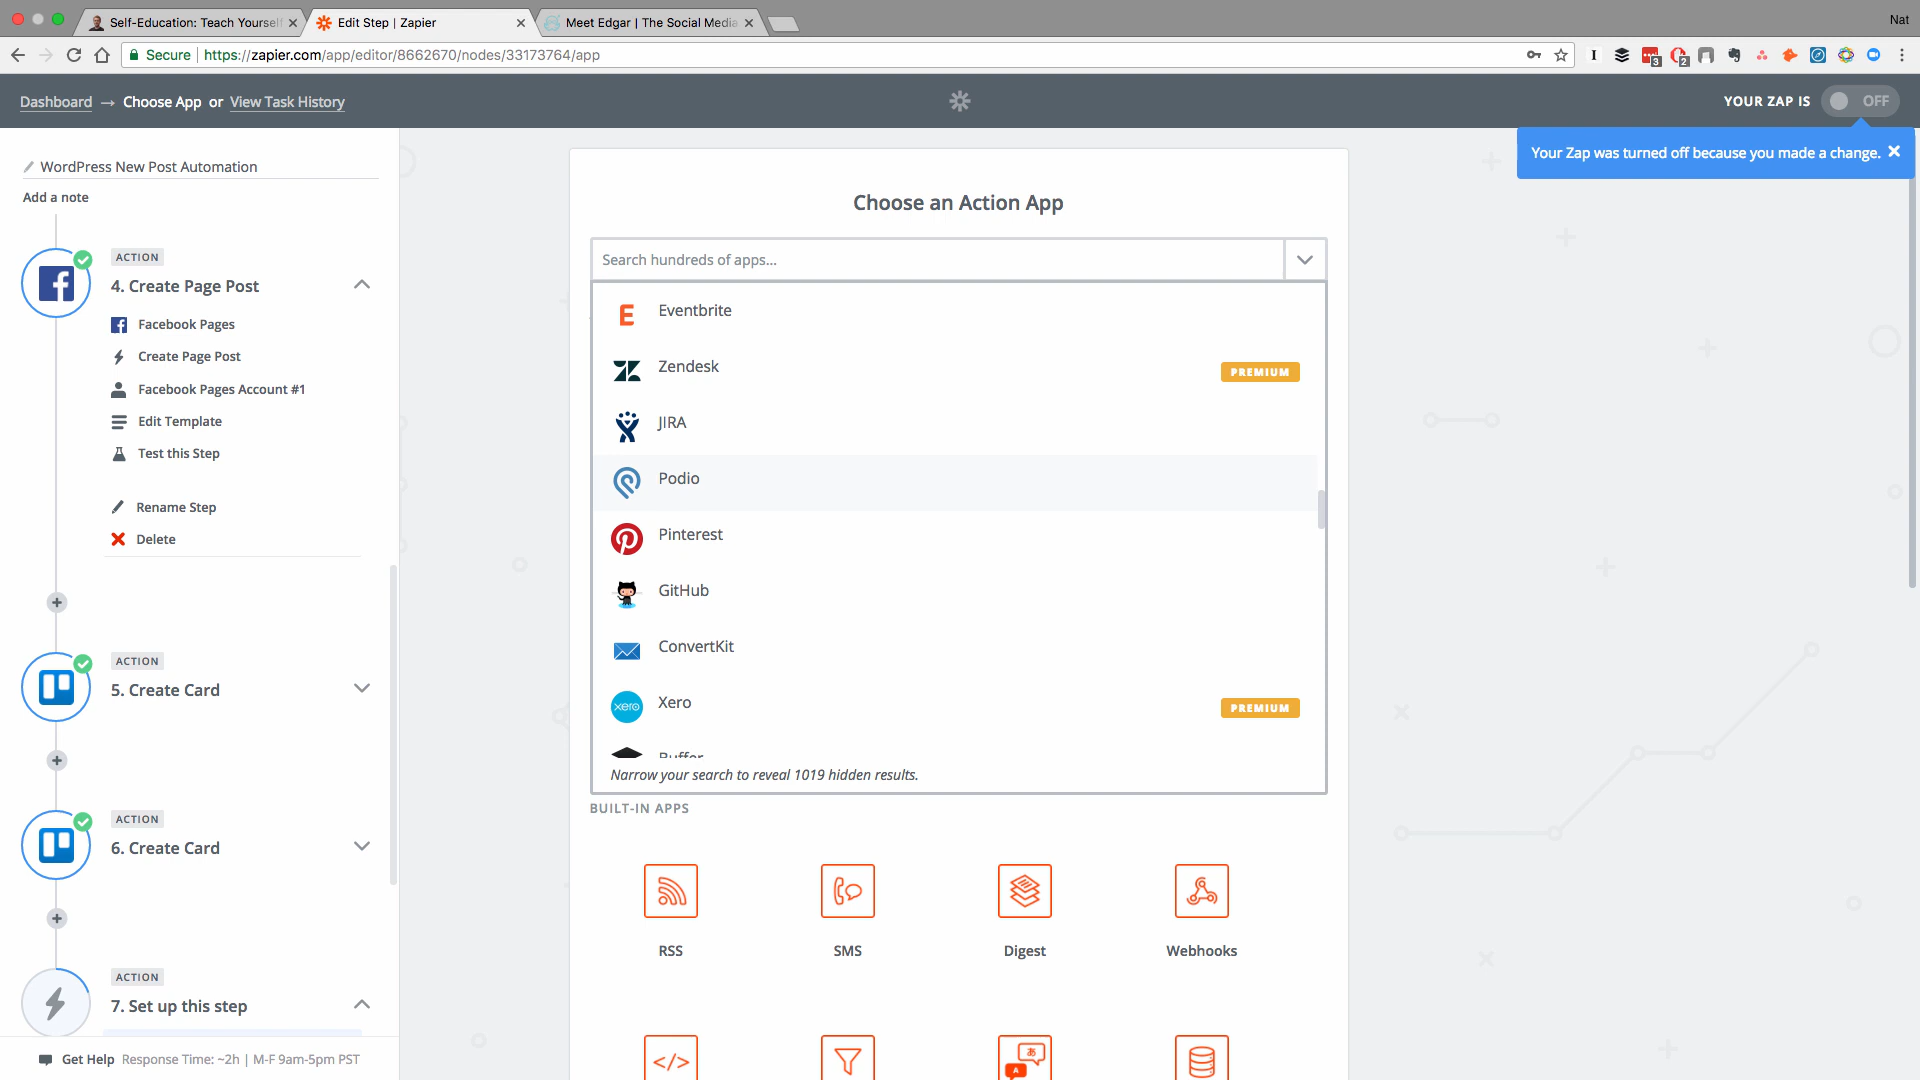 Self-Education: Teach Yourself
Edit Step | Zapier
Meet Edgar | The Social Media
Nat
Secure
https://zapier.com/app/editor/8662670/nodes/33173764/app
3
2
Dashboard → Choose App or View Task History
YOUR ZAP IS
OFF
Your Zap was turned off because you made a change.
WordPress New Post Automation
Add a note
ACTION
4. Create Page Post
Facebook Pages
Create Page Post
Facebook Pages Account #1
Edit Template
Test this Step
Rename Step
Delete
ACTION
5. Create Card
ACTION
6. Create Card
ACTION
7. Set up this step
Get Help Response Time: ~2h | M-F 9am-5pm PST
Choose an Action App
Search hundreds of apps...
Eventbrite
Zendesk
PREMIUM
JIRA
Podio
Pinterest
GitHub
ConvertKit
xero
Xero
PREMIUM
Buffer
Narrow your search to reveal 1019 hidden results.
BUILT-IN APPS
RSS
SMS
Digest
Webhooks